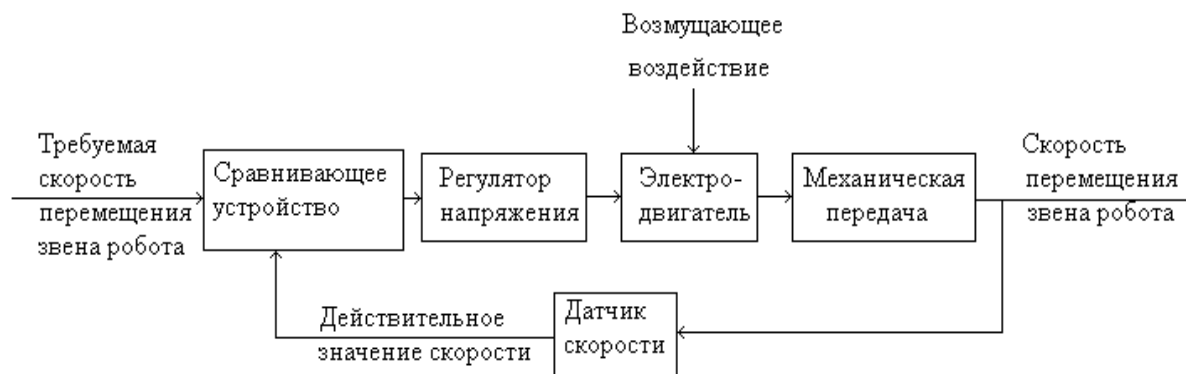 Возмущающее
воздействие
Требуемая
скорость
перемещения
звена робота
Сравнивающее
устройство
Регулятор
напряжения
Электро-
двигатель
Механическая
передача
Скорость
перемещения
звена робота
Действительное
значение скорости
Датчик
скорости